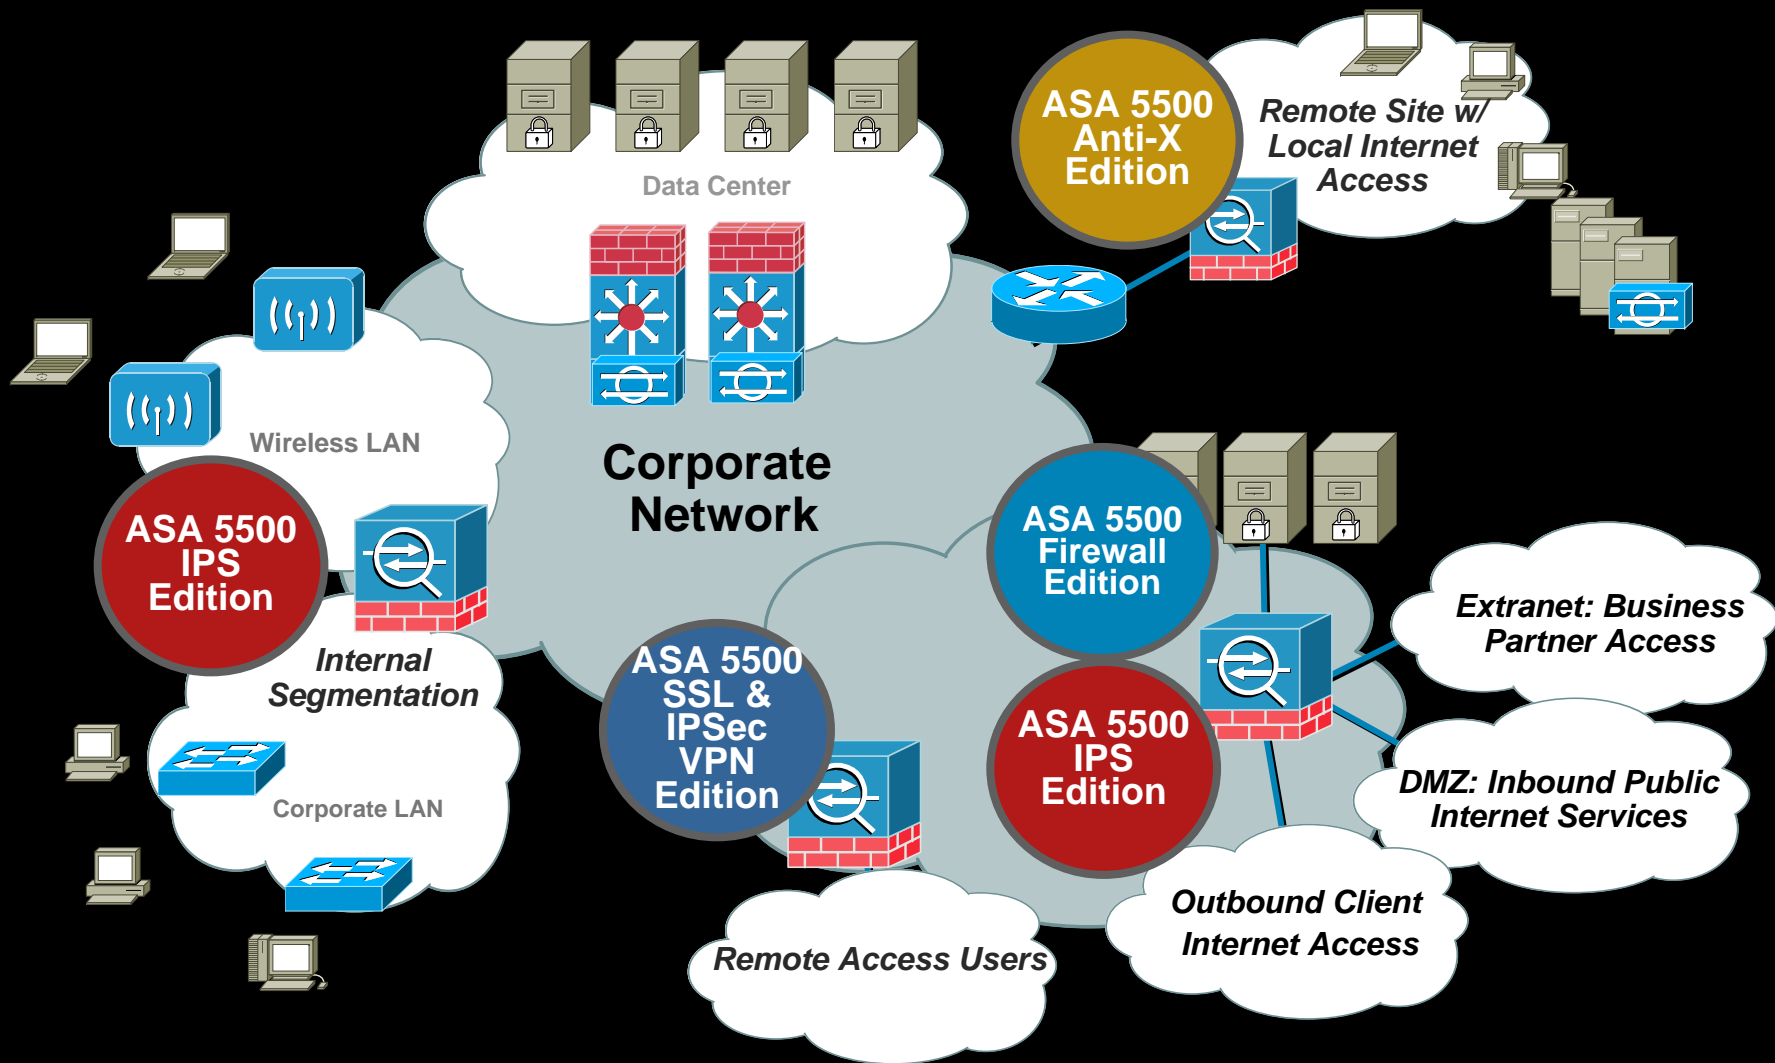 ASA 5500
Anti-X
Edition
Remote Site w/
Local Internet
Access
Data Center
Wireless LAN
Corporate
Network
ASA 5500
IPS
Edition
ASA 5500
Firewall
Edition
Extranet: Business
Partner Access
Internal
Segmentation
ASA 5500
SSL &
IPSec
VPN
Edition
ASA 5500
IPS
Edition
DMZ: Inbound Public
Internet Services
Corporate LAN
Outbound Client
Internet Access
Remote Access Users